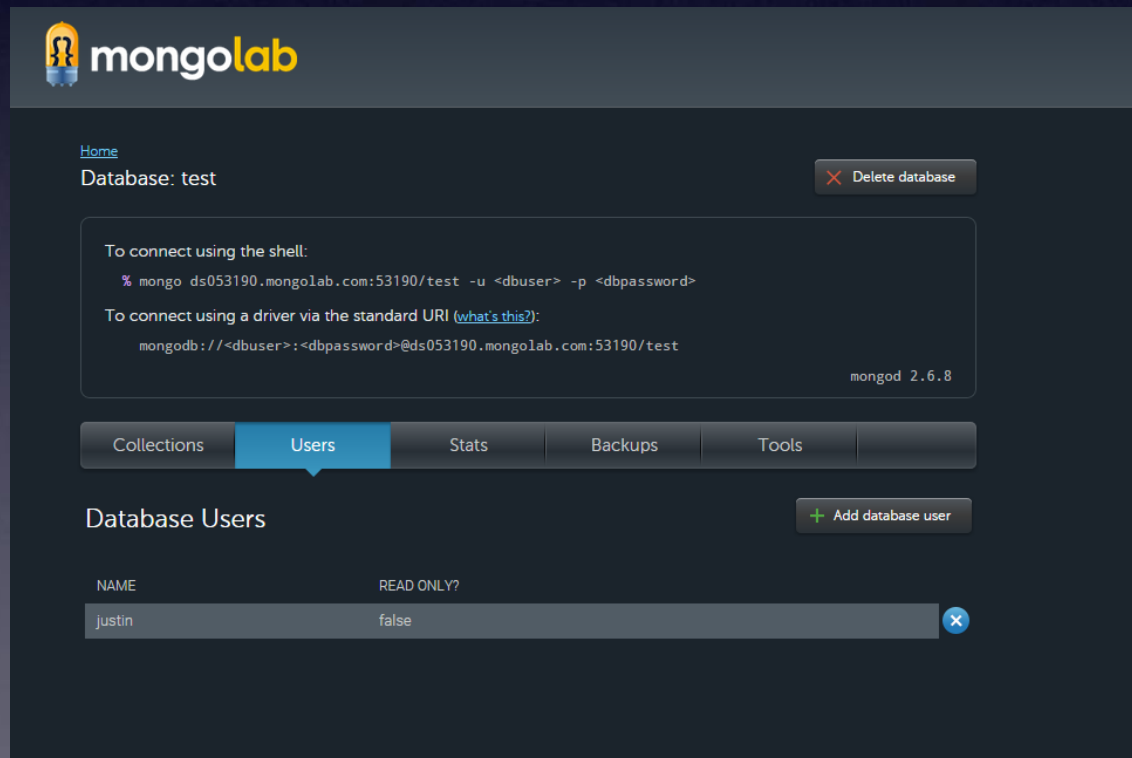 mongolab
Home
Database: test
Delete database
To connect using the shell:
% mongo ds053190.mongolab.com:53190/test -u <dbuser> -p <dbpassword>
To connect using a driver via the standard URI (what's this?):
mongodb://<dbuser>:<dbpassword>@ds053190.mongolab.com:53190/test
mongod 2.6.8
Collections Users Stats Backups Tools
Database Users
+ Add database user
NAME READ ONLY?
justin false